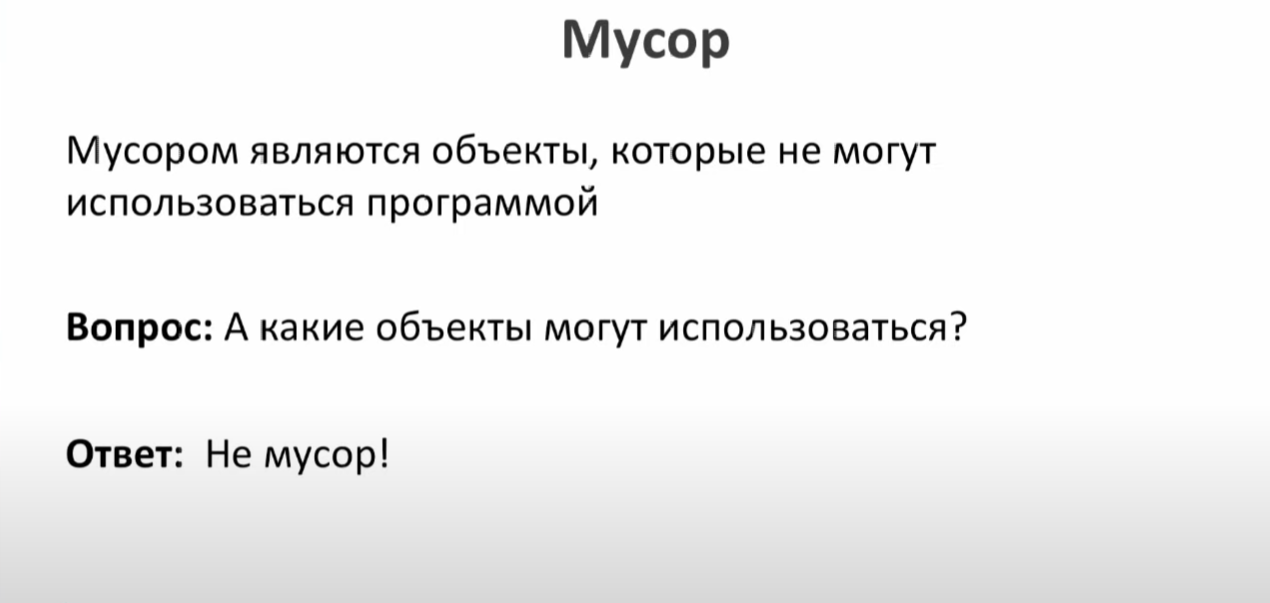 Мусор
Мусором являются объекты, которые не могут
использоваться программой
Вопрос: А какие объекты могут использоваться?
Ответ: Не мусор!